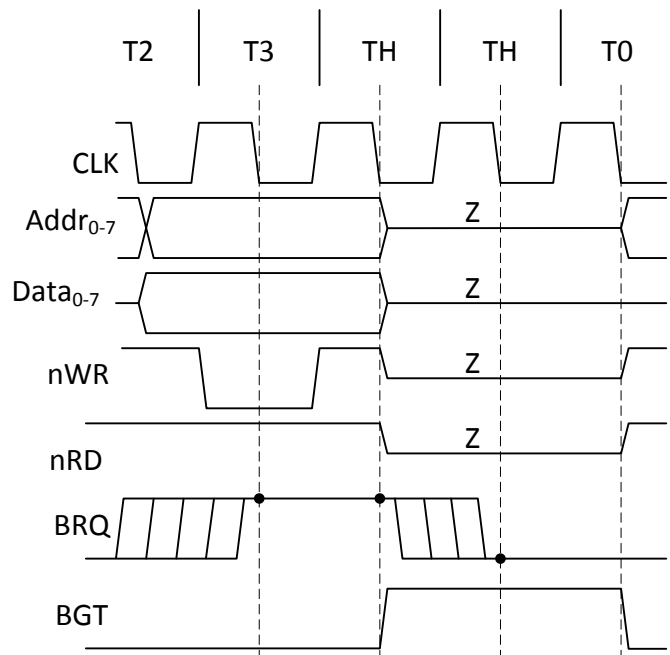 T2 T3 TH TH T0
CLK
Addr0-7 Z
Data0-7 Z
nWR Z
nRD Z
BRQ
BGT